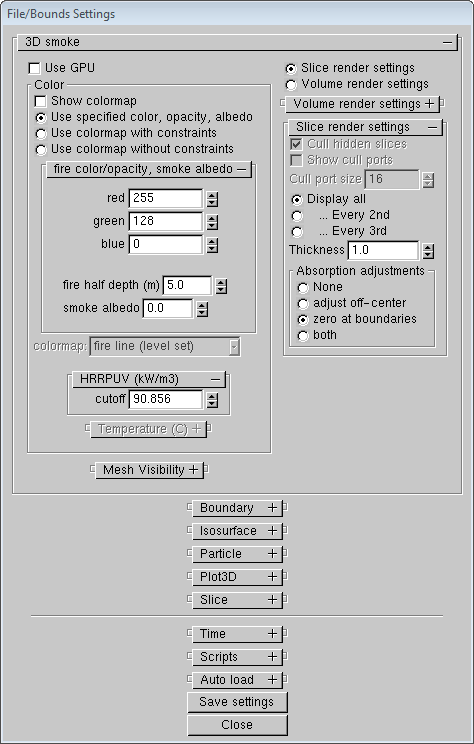 File/Bounds Settings
3D smoke
Use GPU
Color
Show colormap
Use specified color, opacity, albedo
Use colormap with constraints
Use colormap without constraints
fire color/opacity, smoke albedo
red 255
green 128
blue 0
fire half depth (m) 5.0
smoke albedo 0.0
colormap: fire line (level set)
HRRPUV (kW/m3)
cutoff 90.856
Temperature (C)
Mesh Visibility
Slice render settings
Volume render settings
Volume render settings
Slice render settings
Cull hidden slices
Show cull ports
Cull port size 16
Display all
... Every 2nd
... Every 3rd
Thickness 1.0
Absorption adjustments
None
adjust off-center
zero at boundaries
both
Boundary
Isosurface
Particle
Plot3D
Slice
Time
Scripts
Auto load
Save settings
Close